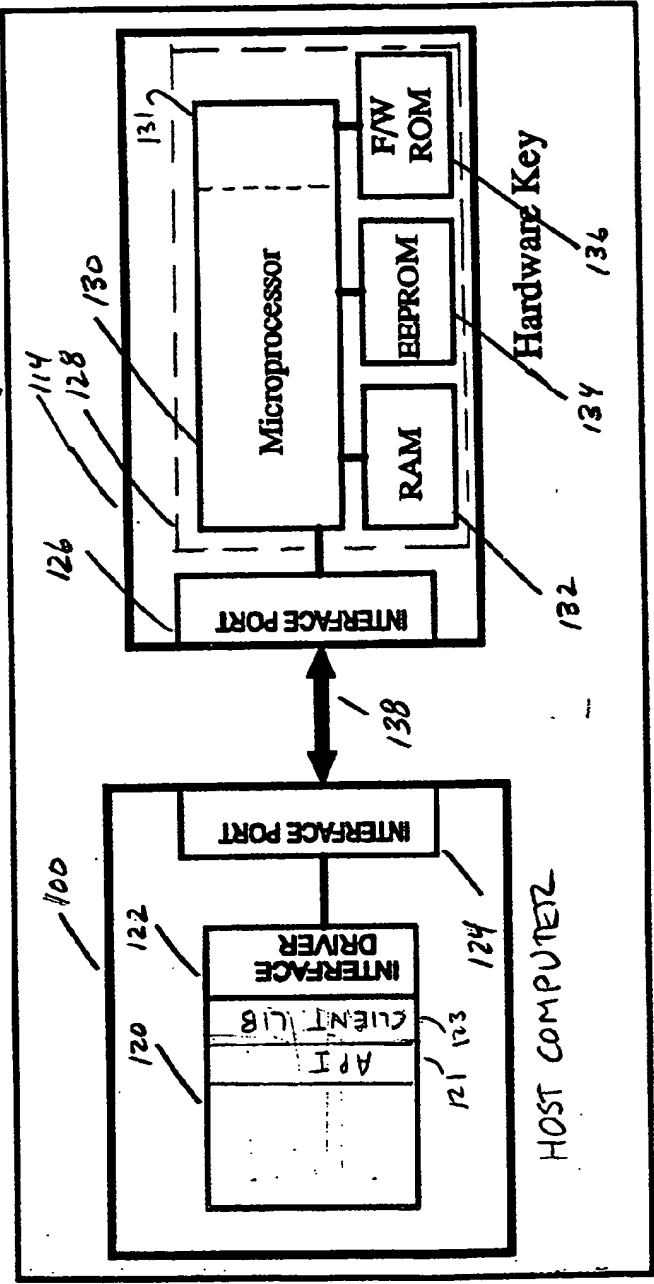 100
120
122
INTERFACE
DRIVER
CLIENT LIB
API
121
123
INTERFACE PORT
124
HOST COMPUTER
138
114
128
126
130
131
INTERFACE PORT
Microprocessor
RAM
EEPROM
F/W
ROM
132
134
136
Hardware Key